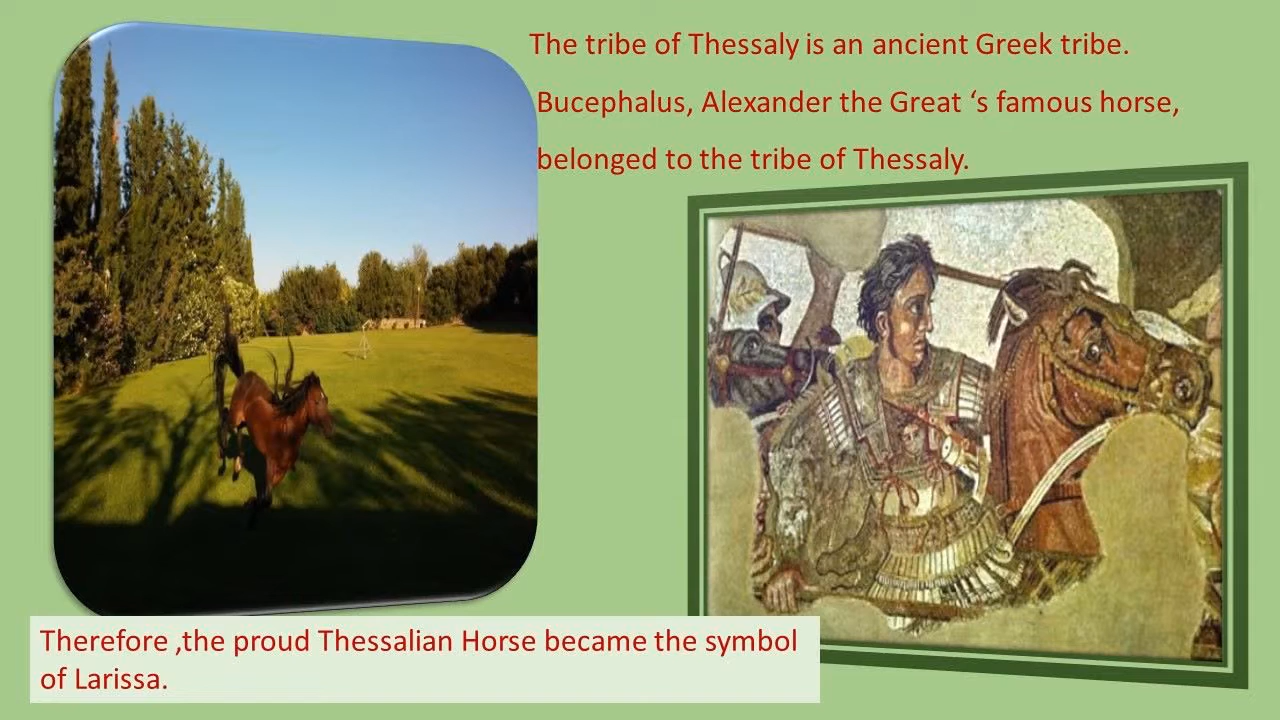 The tribe of Thessaly is an ancient Greek tribe.
Bucephalus, Alexander the Great ‘s famous horse,
belonged to the tribe of Thessaly.
Therefore ,the proud Thessalian Horse became the symbol
of Larissa.